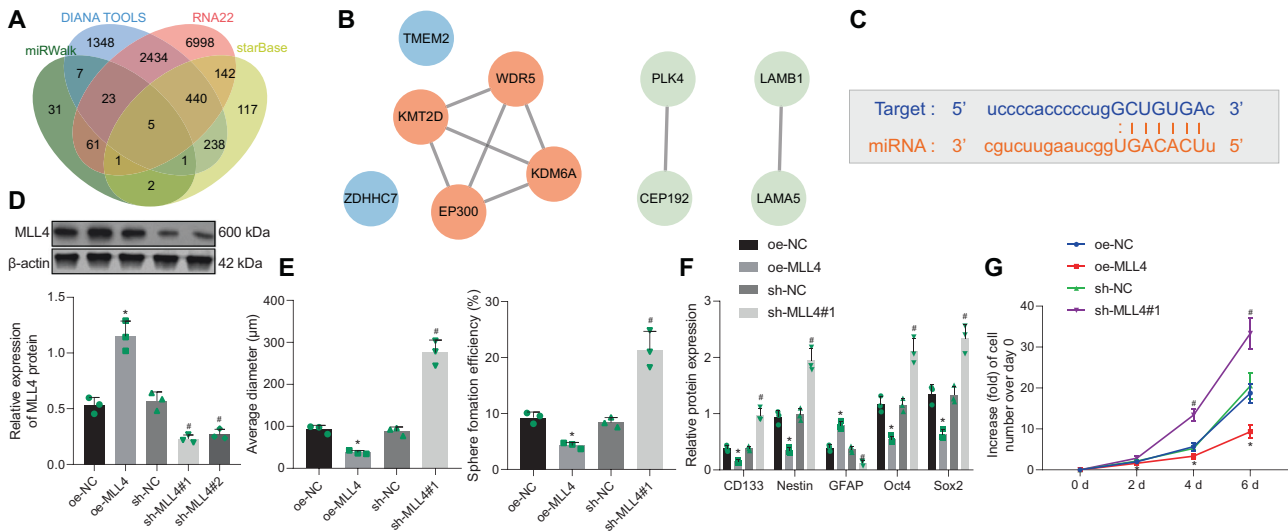 A
DIANA TOOLS
RNA22
miRWalk
starBase
1348
6998
7
2434
142
31
23
440
117
5
61
238
1
1
2
B
TMEM2
WDR5
KMT2D
KDM6A
EP300
ZDHHC7
PLK4
CEP192
LAMB1
LAMA5
C
Target : 5' uccccacccccugGCUGUGAc 3'
miRNA : 3' cgucuugaaucggUGACACUu 5'
D
MLL4
600 kDa
β-actin
42 kDa
Relative expression
of MLL4 protein
1.5
1.0
0.5
0.0
*
#
#
oe-NC
oe-MLL4
sh-NC
sh-MLL4#1
sh-MLL4#2
E
Average diameter (µm)
400
300
200
100
0
*
#
oe-NC
oe-MLL4
sh-NC
sh-MLL4#1
Sphere fomation efficiency (%)
30
20
10
0
*
#
oe-NC
oe-MLL4
sh-NC
sh-MLL4#1
F
oe-NC
oe-MLL4
sh-NC
sh-MLL4#1
Relative protein expression
3
2
1
0
*
#
*
#
*
#
*
#
*
#
CD133
Nestin
GFAP
Oct4
Sox2
G
oe-NC
oe-MLL4
sh-NC
sh-MLL4#1
Increase (fold) of cell
number over day 0
40
30
20
10
0
*
#
*
#
*
0 d
2 d
4 d
6 d